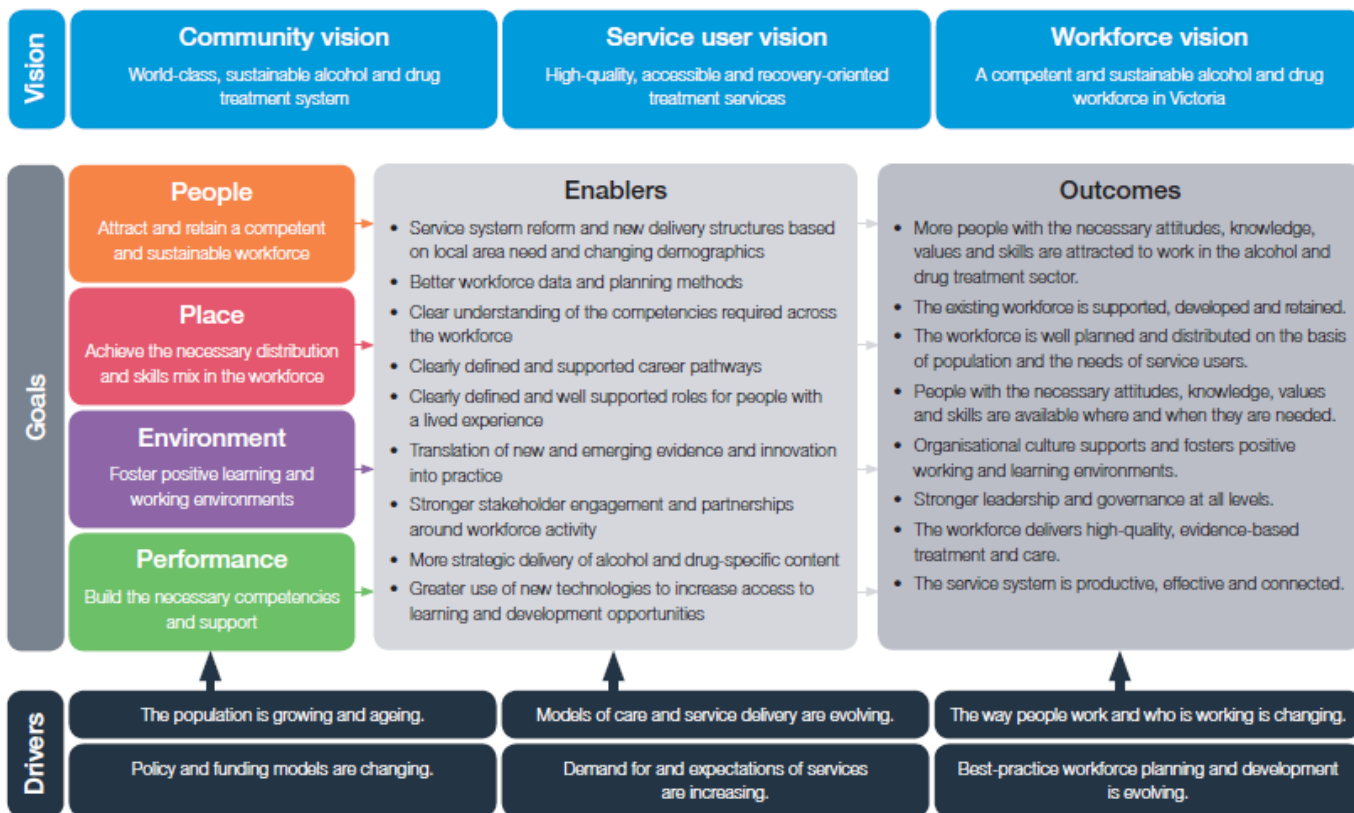 Vision
Community vision
World-class, sustainable alcohol and drug
treatment system
Service user vision
High-quality, accessible and recovery-oriented
treatment services
Workforce vision
A competent and sustainable alcohol and drug
workforce in Victoria
Goals
People
Attract and retain a competent
and sustainable workforce
Place
Achieve the necessary distribution
and skills mix in the workforce
Environment
Foster positive learning and
working environments
Performance
Build the necessary competencies
and support
Enablers
• Service system reform and new delivery structures based
on local area need and changing demographics
• Better workforce data and planning methods
• Clear understanding of the competencies required across
the workforce
• Clearly defined and supported career pathways
• Clearly defined and well supported roles for people with
a lived experience
• Translation of new and emerging evidence and innovation
into practice
• Stronger stakeholder engagement and partnerships
around workforce activity
• More strategic delivery of alcohol and drug-specific content
• Greater use of new technologies to increase access to
learning and development opportunities
Outcomes
• More people with the necessary attitudes, knowledge,
values and skills are attracted to work in the alcohol and
drug treatment sector.
• The existing workforce is supported, developed and retained.
• The workforce is well planned and distributed on the basis
of population and the needs of service users.
• People with the necessary attitudes, knowledge, values
and skills are available where and when they are needed.
• Organisational culture supports and fosters positive
working and learning environments.
• Stronger leadership and governance at all levels.
• The workforce delivers high-quality, evidence-based
treatment and care.
• The service system is productive, effective and connected.
Drivers
The population is growing and ageing.
Models of care and service delivery are evolving.
The way people work and who is working is changing.
Policy and funding models are changing.
Demand for and expectations of services
are increasing.
Best-practice workforce planning and development
is evolving.